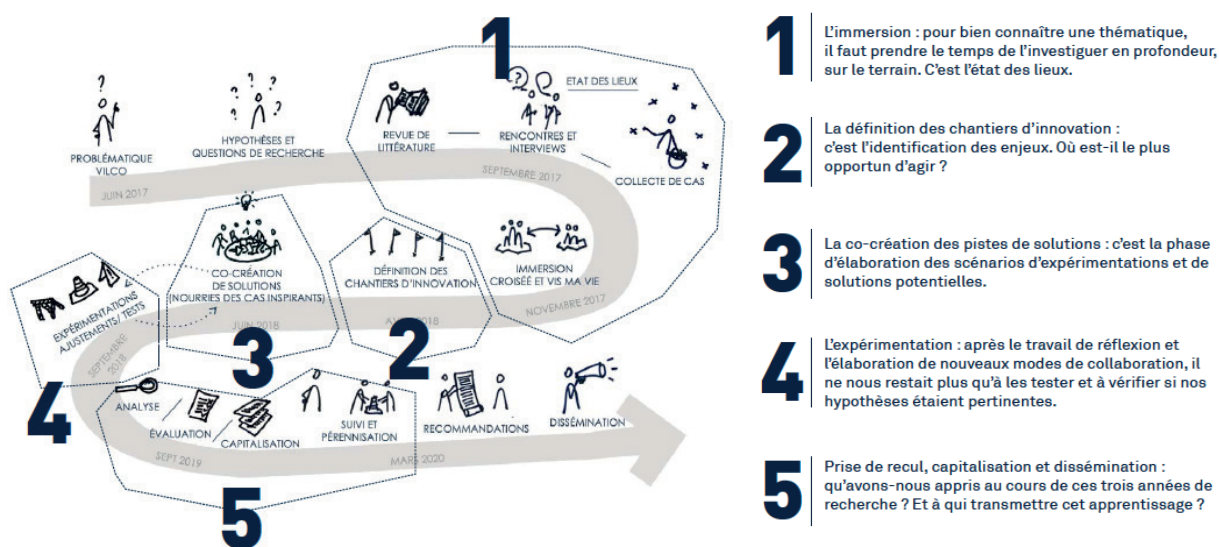 1
ETAT DES LIEUX
REVUE DE
LITTÉRATURE
RENCONTRES ET
INTERVIEWS
COLLECTE DE CAS
HYPOTHÈSES ET
QUESTIONS DE RECHERCHE
PROBLÉMATIQUE
VILCO
JUIN 2017
SEPTEMBRE 2017
NOVEMBRE 2017
IMMERSION
CROISÉE ET VIS MA VIE
DÉFINITION DES
CHANTIERS D'INNOVATION
2018
2
CO-CRÉATION
DE SOLUTIONS
(NOURRIES DES CAS INSPIRANTS)
JUIN 2018
3
EXPÉRIMENTATIONS
AJUSTEMENTS/ TESTS
SEPTEMBRE
2018
4
ANALYSE
ÉVALUATION
CAPITALISATION
SUIVI ET
PÉRENNISATION
RECOMMANDATIONS
DISSÉMINATION
SEPT 2019
MARS 2020
5
1
L'immersion : pour bien connaître une thématique,
il faut prendre le temps de l'investiguer en profondeur,
sur le terrain. C'est l'état des lieux.
2
La définition des chantiers d'innovation :
c'est l'identification des enjeux. Où est-il le plus
opportun d'agir ?
3
La co-création des pistes de solutions : c'est la phase
d'élaboration des scénarios d'expérimentations et de
solutions potentielles.
4
L'expérimentation : après le travail de réflexion et
l'élaboration de nouveaux modes de collaboration, il
ne nous restait plus qu'à les tester et à vérifier si nos
hypothèses étaient pertinentes.
5
Prise de recul, capitalisation et dissémination :
qu'avons-nous appris au cours de ces trois années de
recherche ? Et à qui transmettre cet apprentissage ?